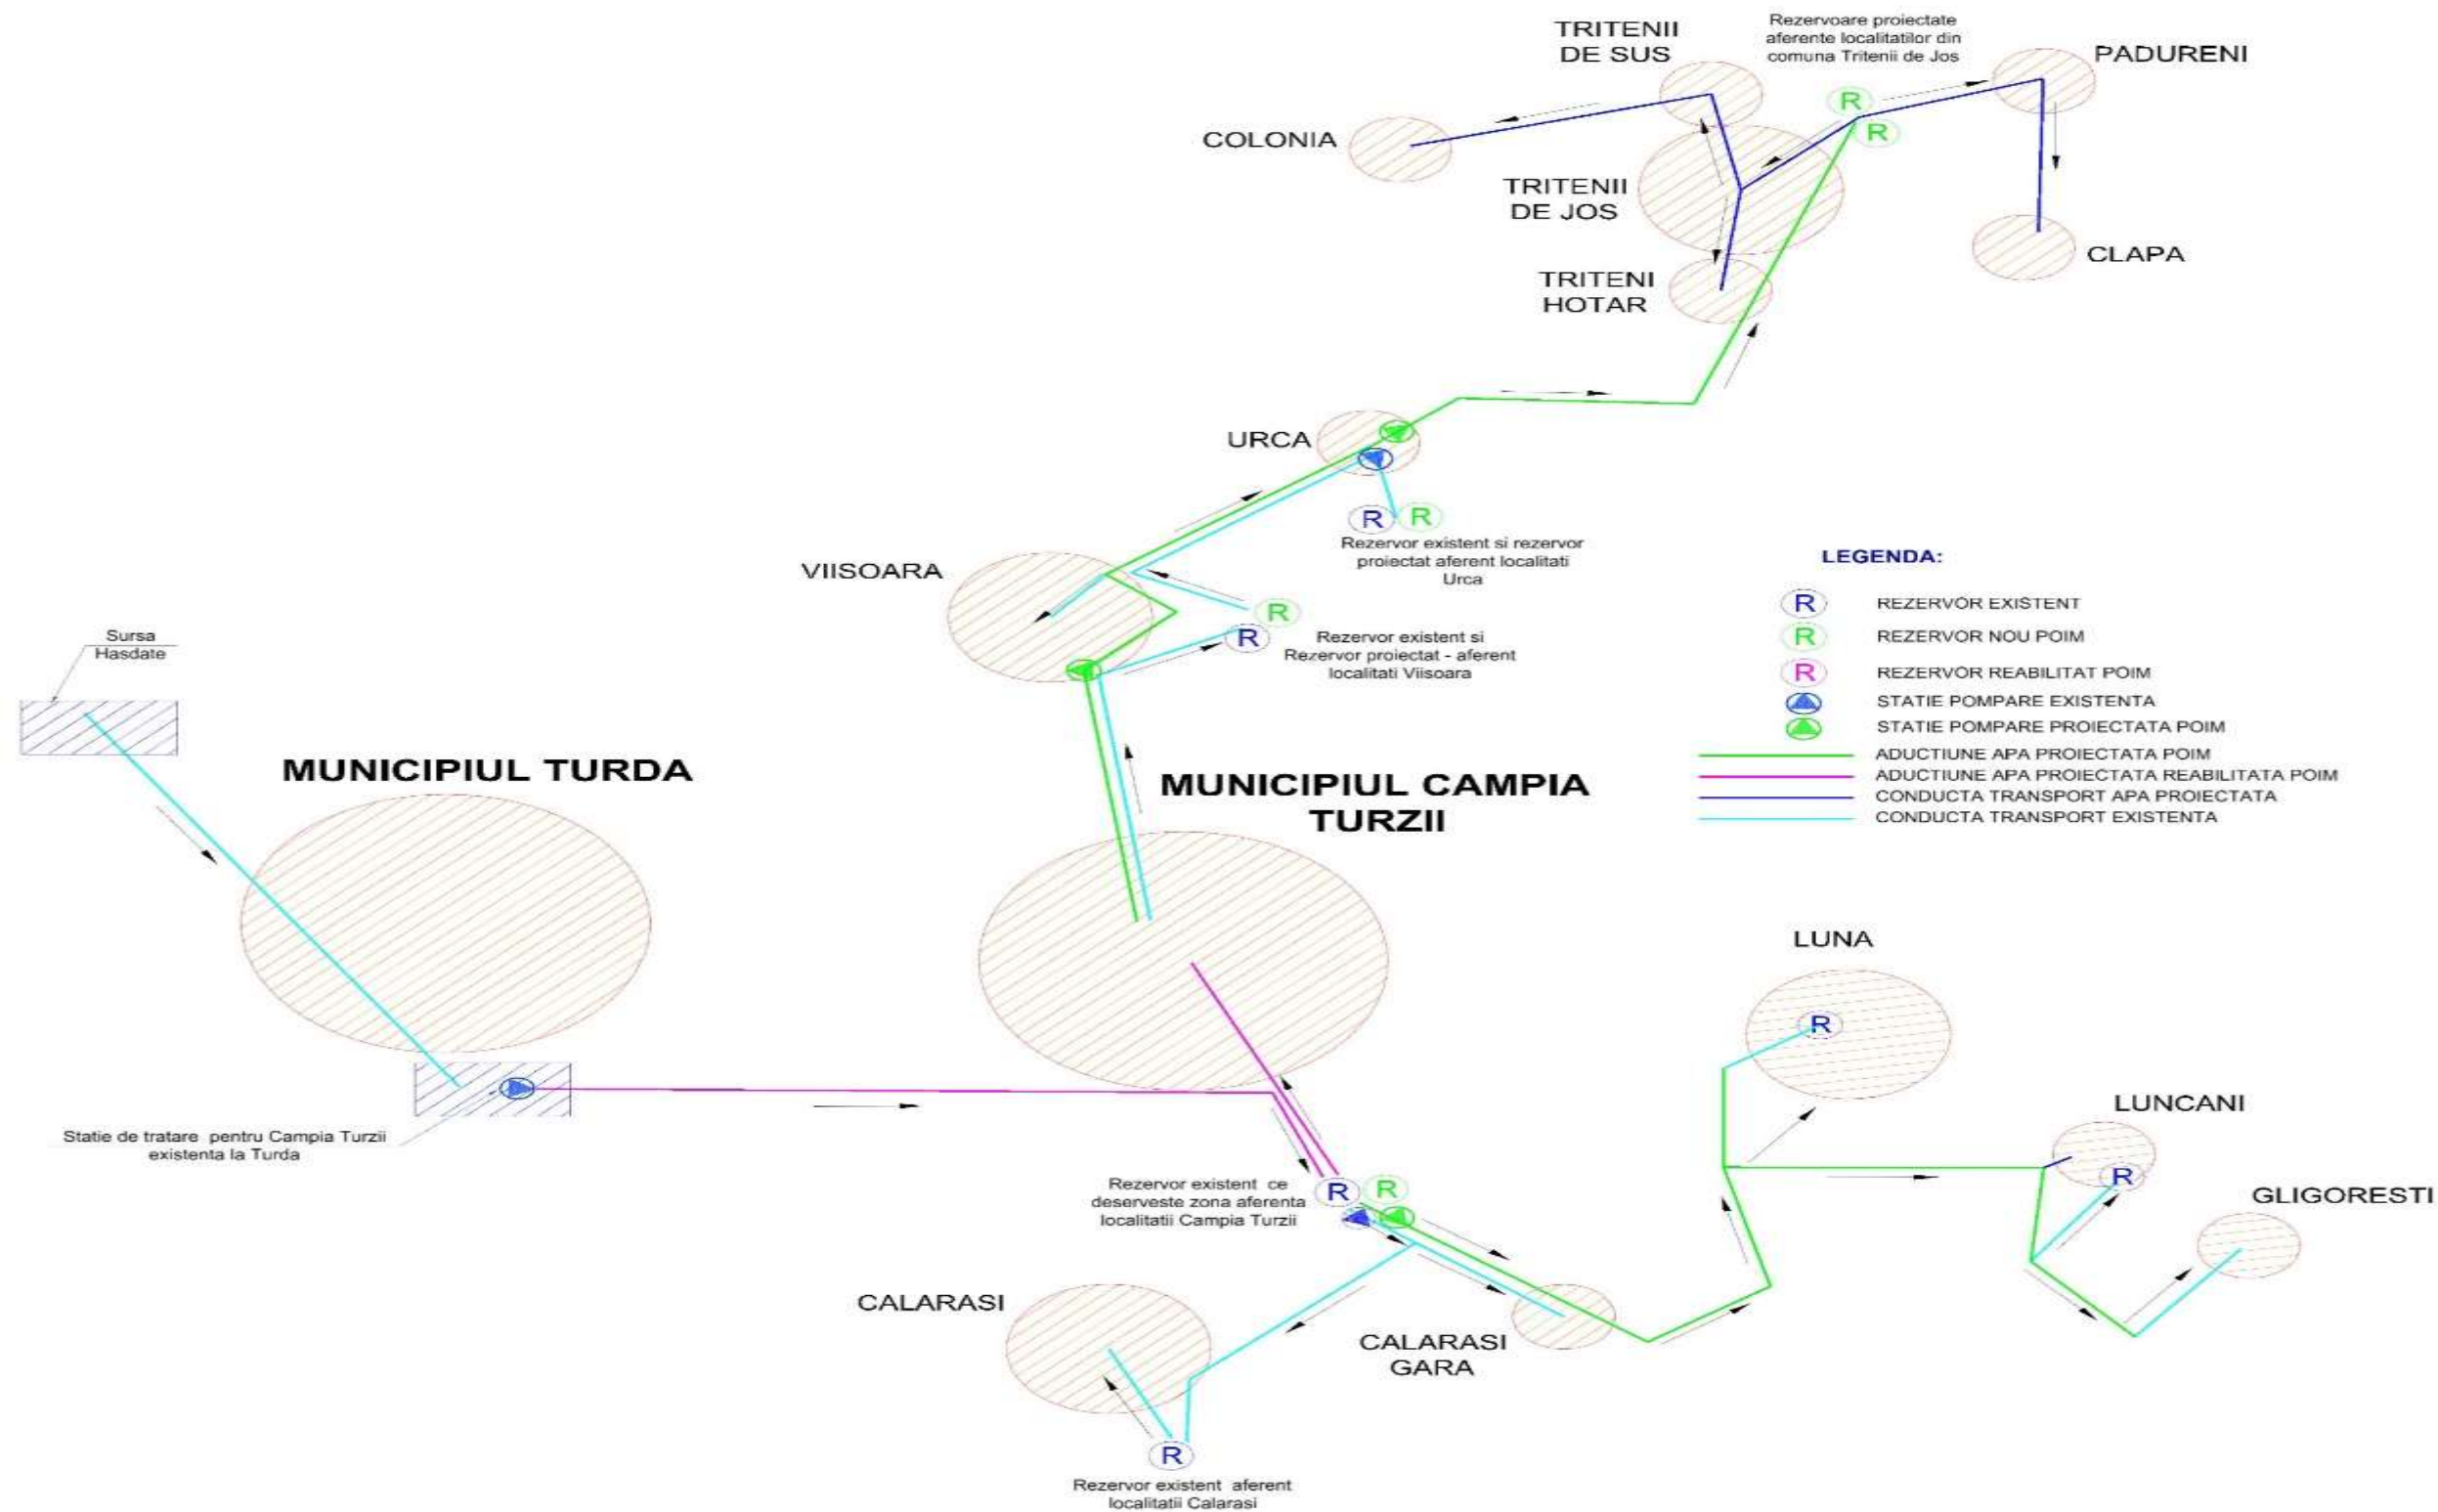 TRITENII
DE SUS
Rezervoare proiectate
aferente localitatilor din
comuna Tritenii de Jos
PADURENI
R
R
COLONIA
TRITENII
DE JOS
CLAPA
TRITENI
HOTAR
URCA
R
R
Rezervor existent si rezervor
proiectat aferent localitati
Urca
VIISOARA
R
R
Rezervor existent si
Rezervor proiectat - aferent
localitati Viisoara
LEGENDA:
R REZERVOR EXISTENT
R REZERVOR NOU POIM
R REZERVOR REABILITAT POIM
STATIE POMPARE EXISTENTA
STATIE POMPARE PROIECTATA POIM
ADUCTIUNE APA PROIECTATA POIM
ADUCTIUNE APA PROIECTATA REABILITATA POIM
CONDUCTA TRANSPORT APA PROIECTATA
CONDUCTA TRANSPORT EXISTENTA
Sursa
Hasdate
MUNICIPIUL TURDA
MUNICIPIUL CAMPIA
TURZII
LUNA
R
LUNCANI
R
GLIGORESTI
Statie de tratare pentru Campia Turzii
existenta la Turda
Rezervor existent ce
deserveste zona aferenta
localitatii Campia Turzii
R
R
CALARASI
CALARASI
GARA
R
Rezervor existent aferent
localitatii Calarasi